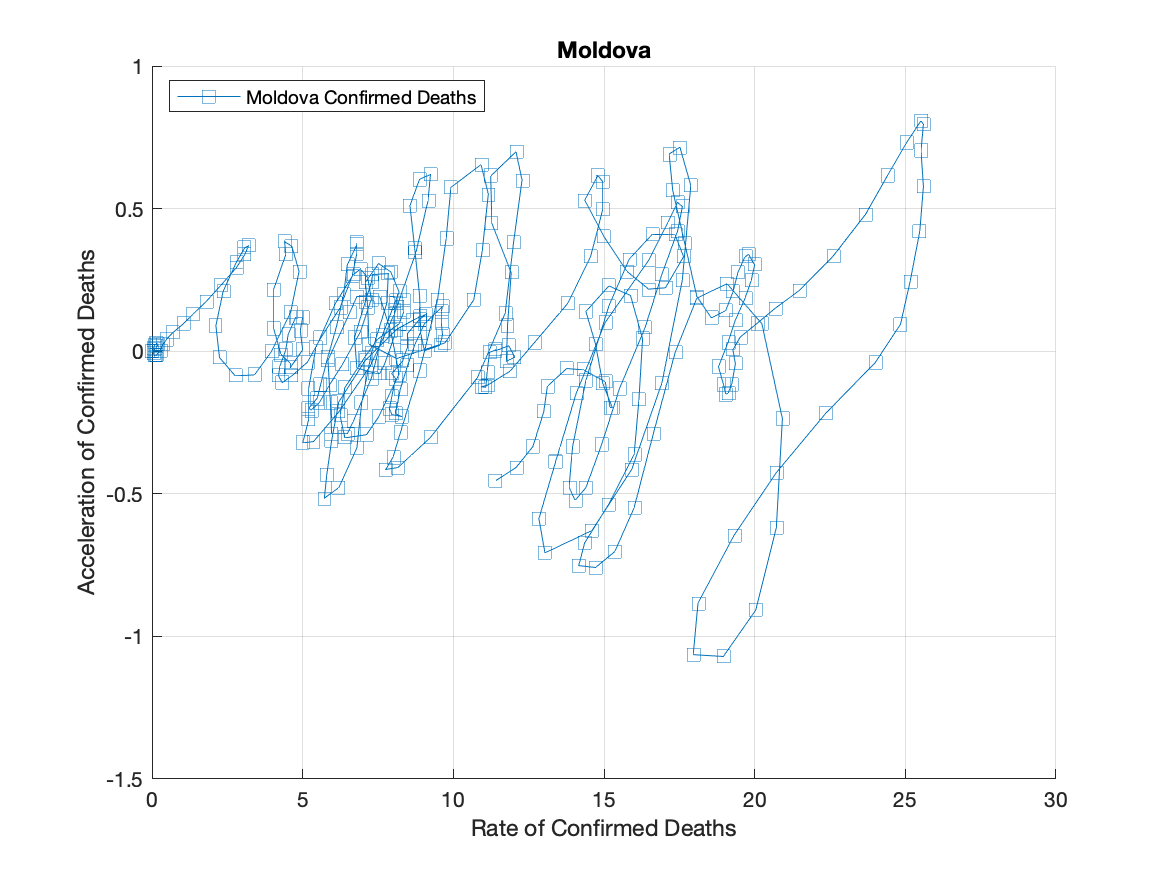 Moldova
Moldova Confirmed Deaths
Acceleration of Confirmed Deaths
1
0.5
0
-0.5
-1
-1.5
0 5 10 15 20 25 30
Rate of Confirmed Deaths